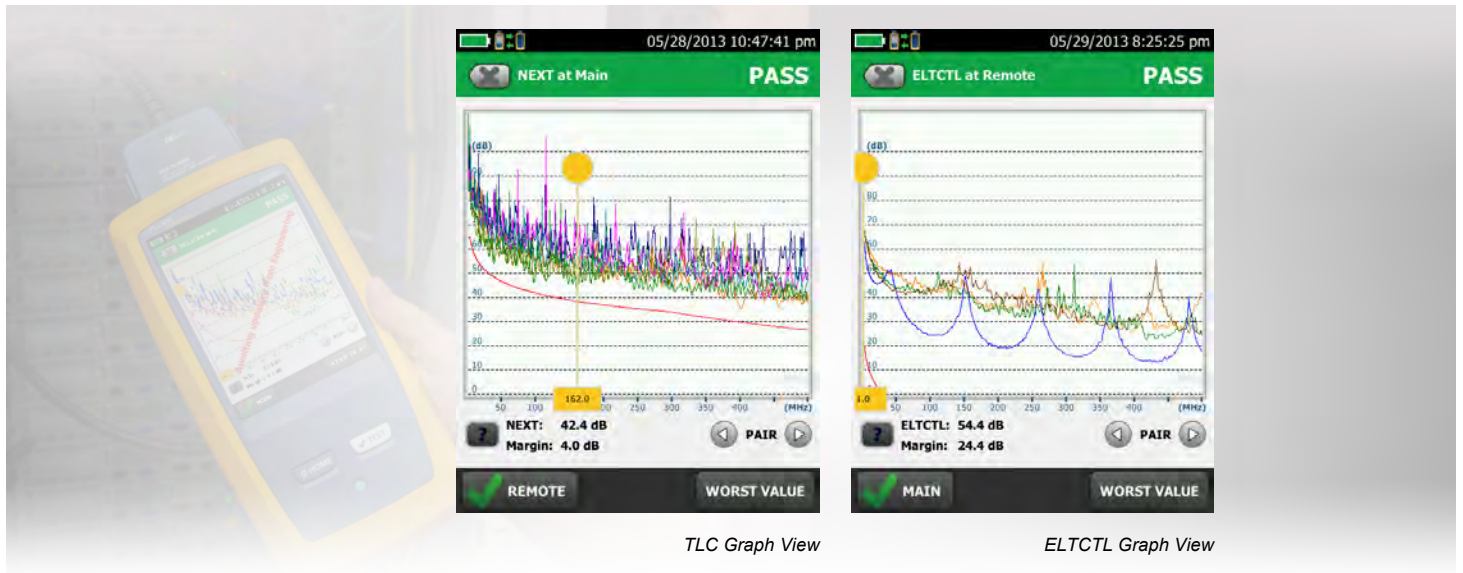 05/28/2013 10:47:41 pm
NEXT at Main
PASS
(dB)
50
40
30
20
10
0
50 100 162.0 250 300 350 400 (MHz)
NEXT: 42.4 dB
Margin: 4.0 dB
PAIR
REMOTE
WORST VALUE
TLC Graph View
05/29/2013 8:25:25 pm
ELTCTL at Remote
PASS
(dB)
80
70
40
30
20
10
50 100 150 200 250 300 350 400 (MHz)
ELTCTL: 54.4 dB
Margin: 24.4 dB
PAIR
MAIN
WORST VALUE
ELTCTL Graph View